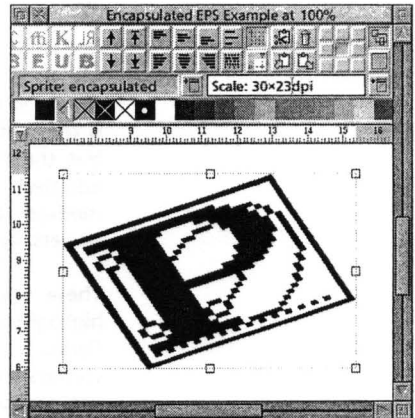 Encapsulated EPS Example at 100%
ffi K
B E U B
Sprite: encapsulated Scale: 30×23dpi
7 8 9 10 11 12 13 14 15 16
12
11
10
9
8
7
6
P